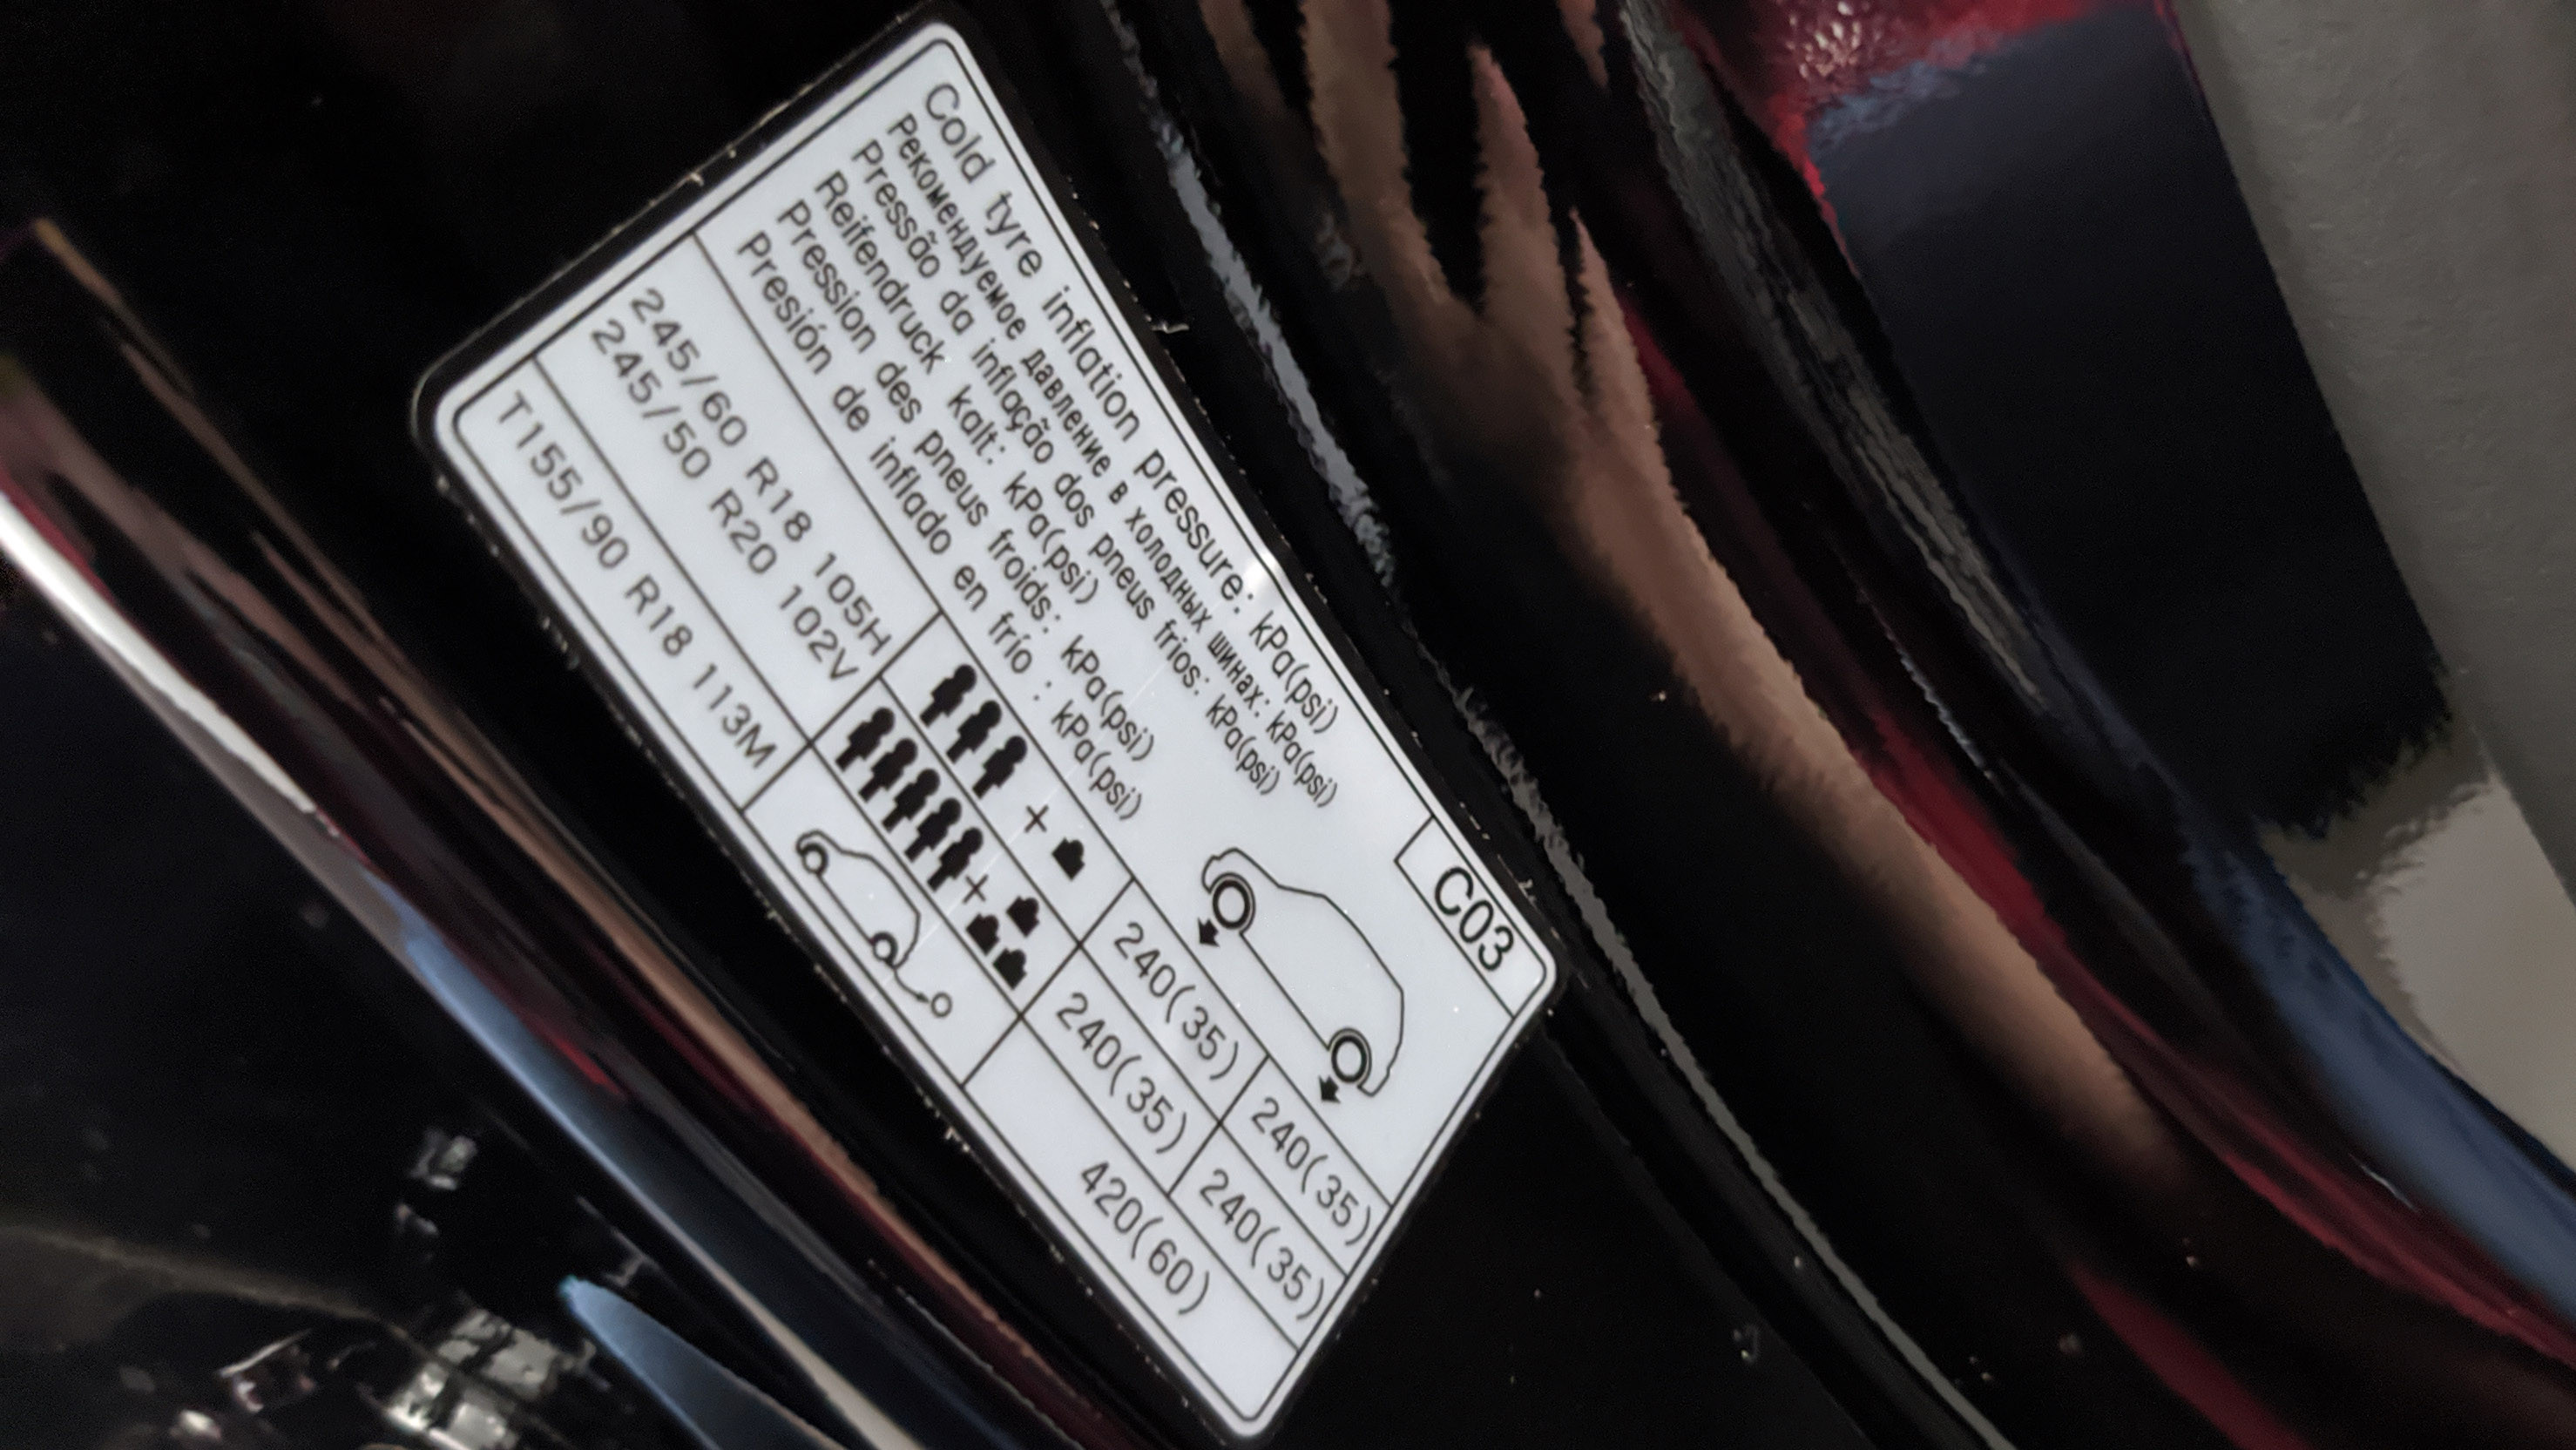 Cold tyre inflation pressure: kPa(psi)
Рекомендуемое давление в холодных шинах: kPa(psi)
Pressão da inflação dos pneus frios: kPa(psi)
Reifendruck kalt: kPa(psi)
Pression des pneus froids: kPa(psi)
Presión de inflado en frío : kPa(psi)
C03
245/60 R18 105H
245/50 R20 102V
+
240(35) 240(35)
+
240(35) 240(35)
T155/90 R18 113M
420(60)